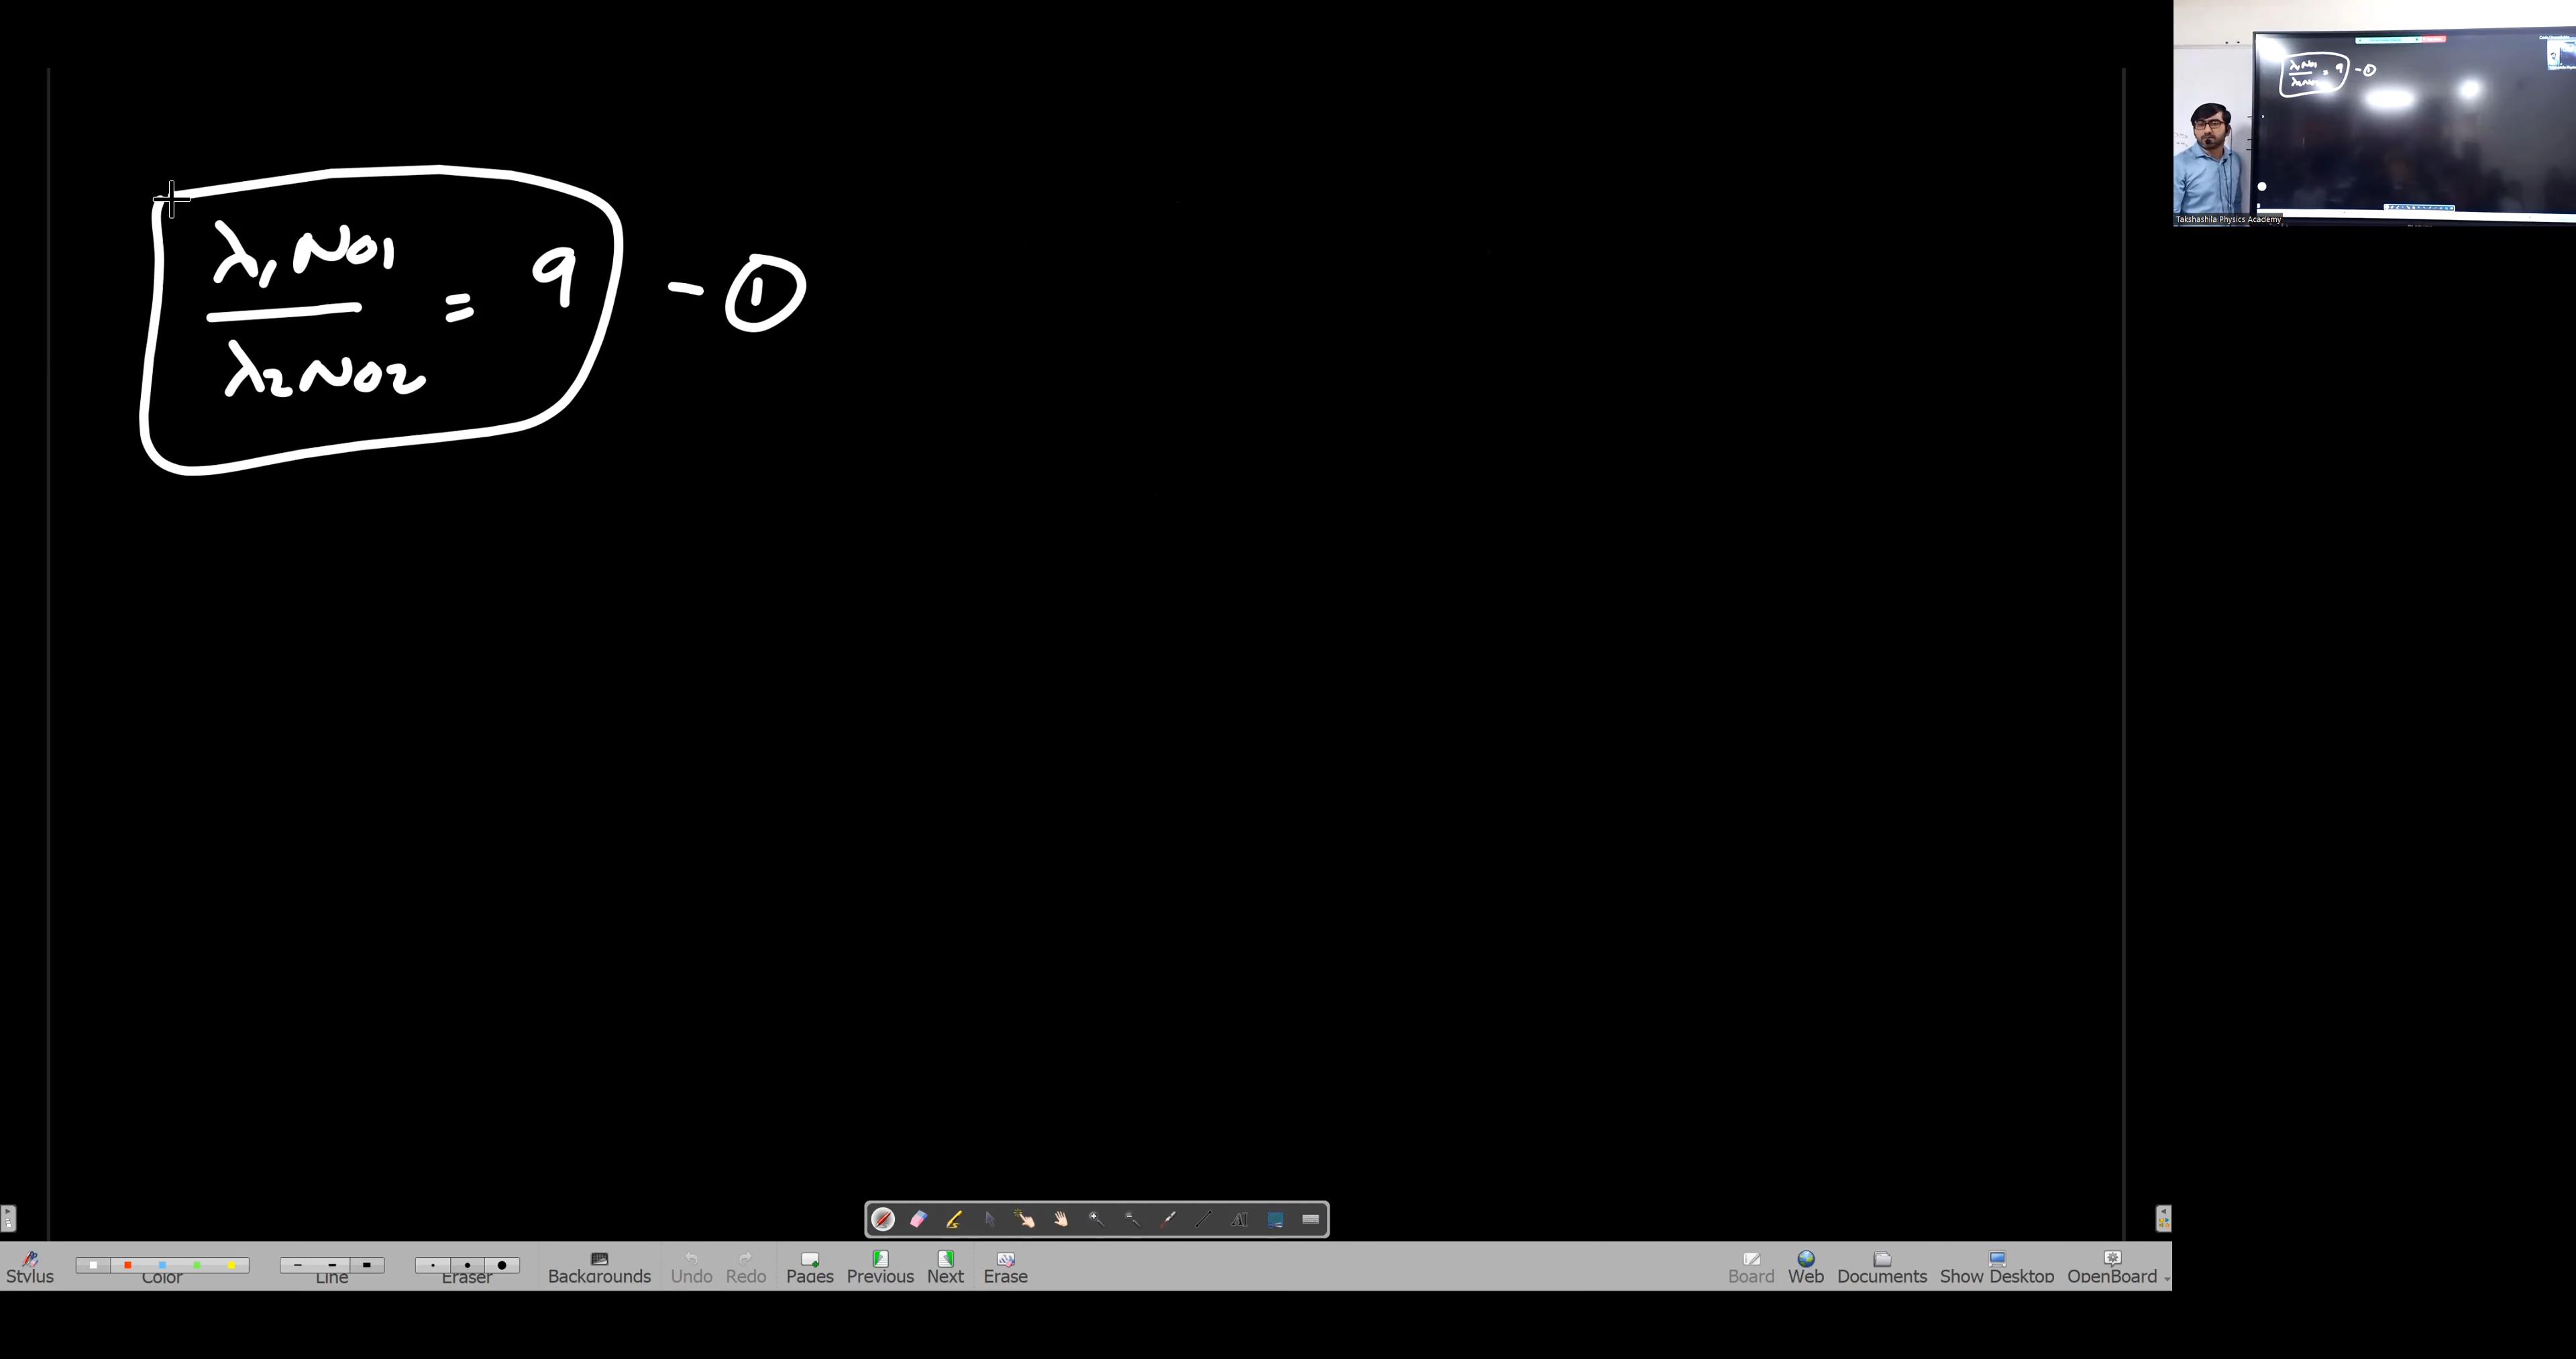 λ₁N01
λ₂N02
= 9
- ①
Takshashila Physics Academy
Stylus
Color
Line
Eraser
Backgrounds
Undo
Redo
Pages
Previous
Next
Erase
Board
Web
Documents
Show Desktop
OpenBoard